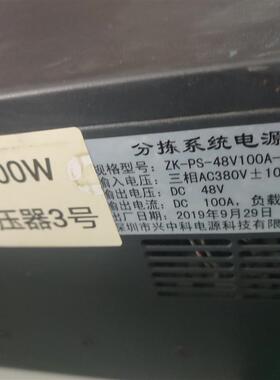 分拣系统电源
规格型号: ZK-PS-48V100A-
输入电压: 三相AC380V±10
输出电压: DC 48V
输出电流: DC 100A, 负载
出厂日期: 2019年9月29日
深圳市兴中科电源科技有限
00W
压器3号